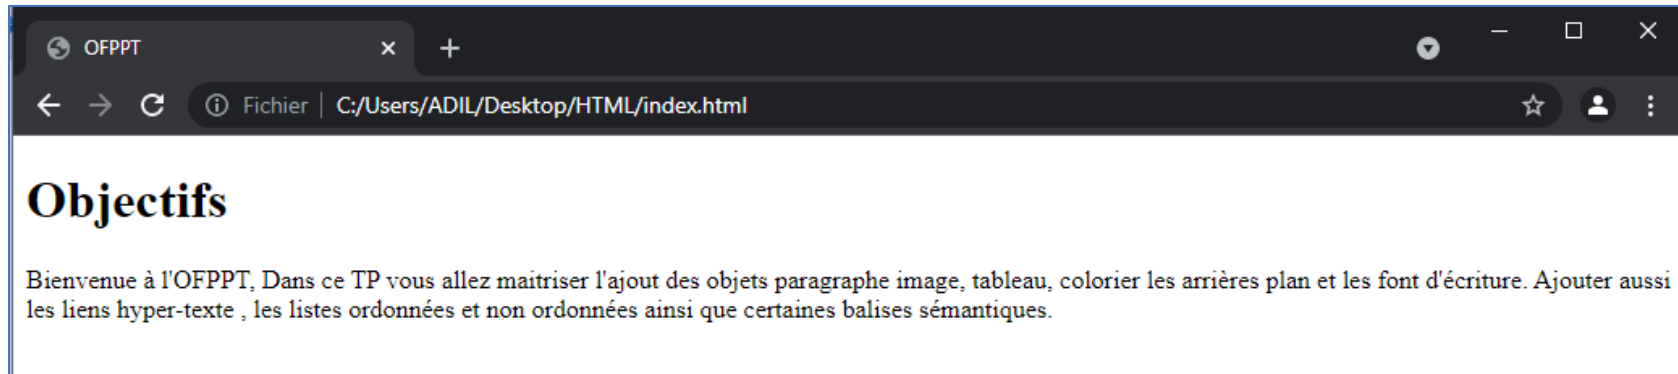 OFPPT
Fichier | C:/Users/ADIL/Desktop/HTML/index.html
Objectifs
Bienvenue à l'OFPPT, Dans ce TP vous allez maitriser l'ajout des objets paragraphe image, tableau, colorier les arrières plan et les font d'écriture. Ajouter aussi
les liens hyper-texte , les listes ordonnées et non ordonnées ainsi que certaines balises sémantiques.